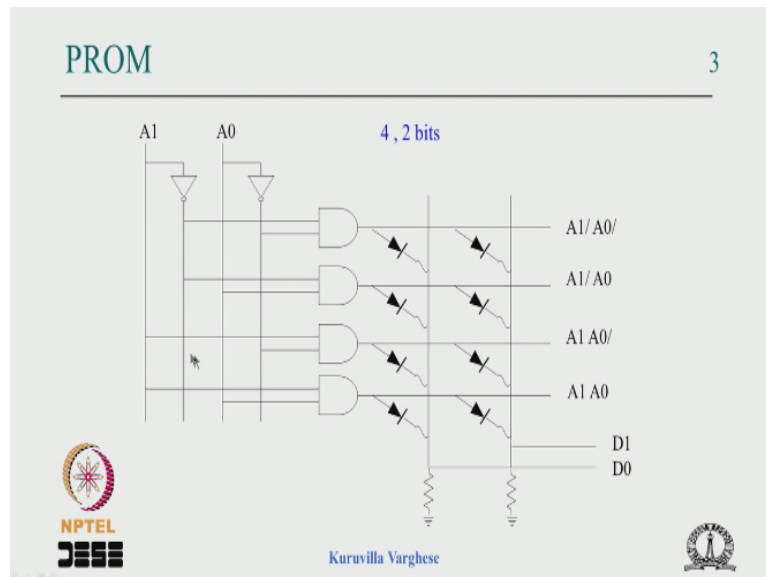 PROM
3
A1 A0
4 , 2 bits
A1/ A0/
A1/ A0
A1 A0/
A1 A0
D1
D0
NPTEL
DESE
Kuruvilla Varghese